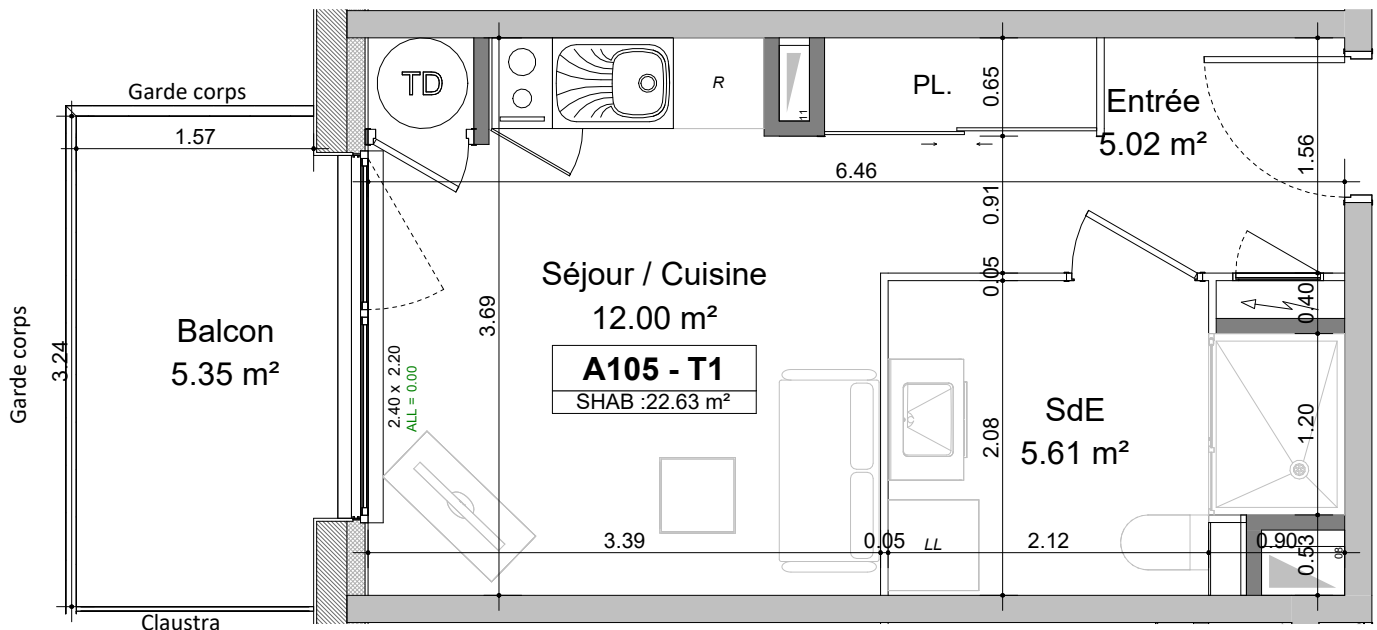 Garde corps
1.57
TD
R
11
PL.
0.65
Entrée
5.02 m²
1.56
6.46
0.91
0.05
Garde corps
3.24
Balcon
5.35 m²
2.40 x 2.20
ALL = 0.00
3.69
Séjour / Cuisine
12.00 m²
A105 - T1
SHAB :22.63 m²
0.40
SdE
5.61 m²
2.08
1.20
3.39
0.05
LL
2.12
0.90
0.53
08
Claustra